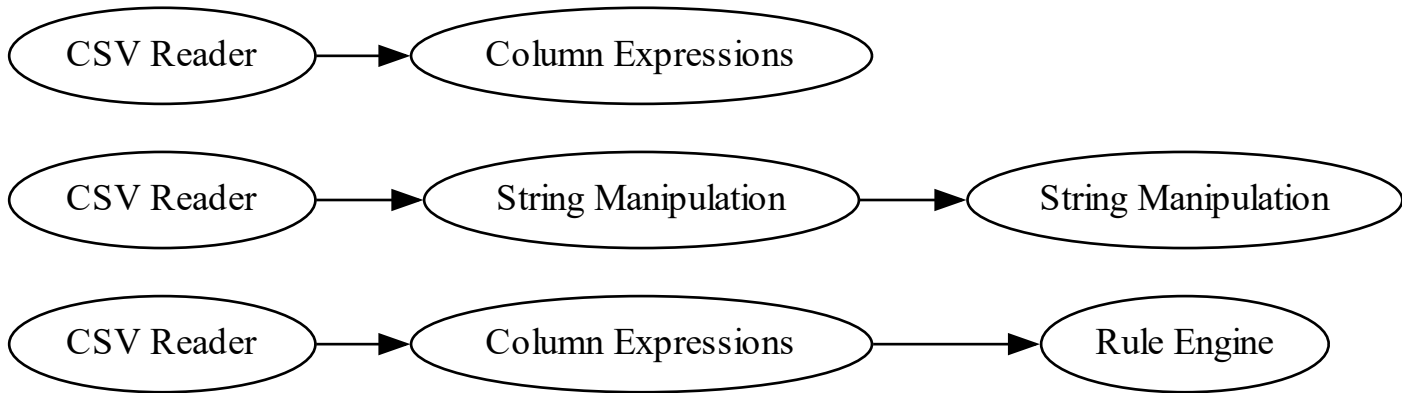 CSV Reader Column Expressions
CSV Reader String Manipulation String Manipulation
CSV Reader Column Expressions Rule Engine